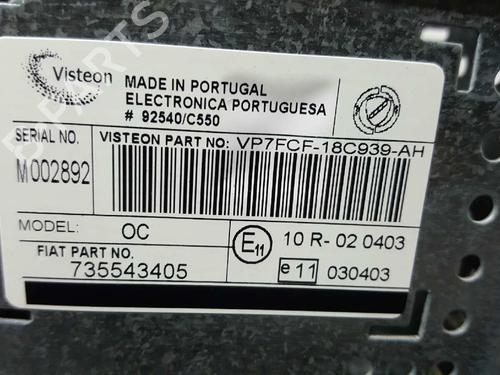 Visteon
MADE IN PORTUGAL
ELECTRONICA PORTUGUESA
# 92540/C550
SERIAL NO.
M002892
VISTEON PART NO: VP7FCF-18C939-AH
MODEL: OC
E11 10 R- 02 0403
FIAT PART NO.
735543405
e 11 030403